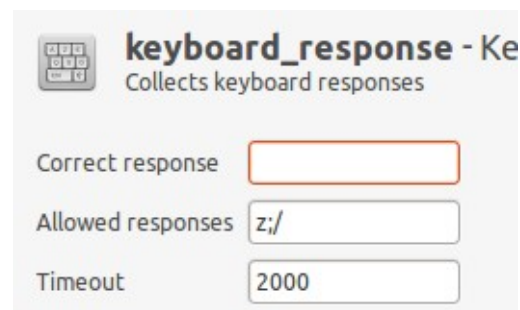 keyboard_response - Ke
Collects keyboard responses
Correct response
Allowed responses z;/
Timeout 2000